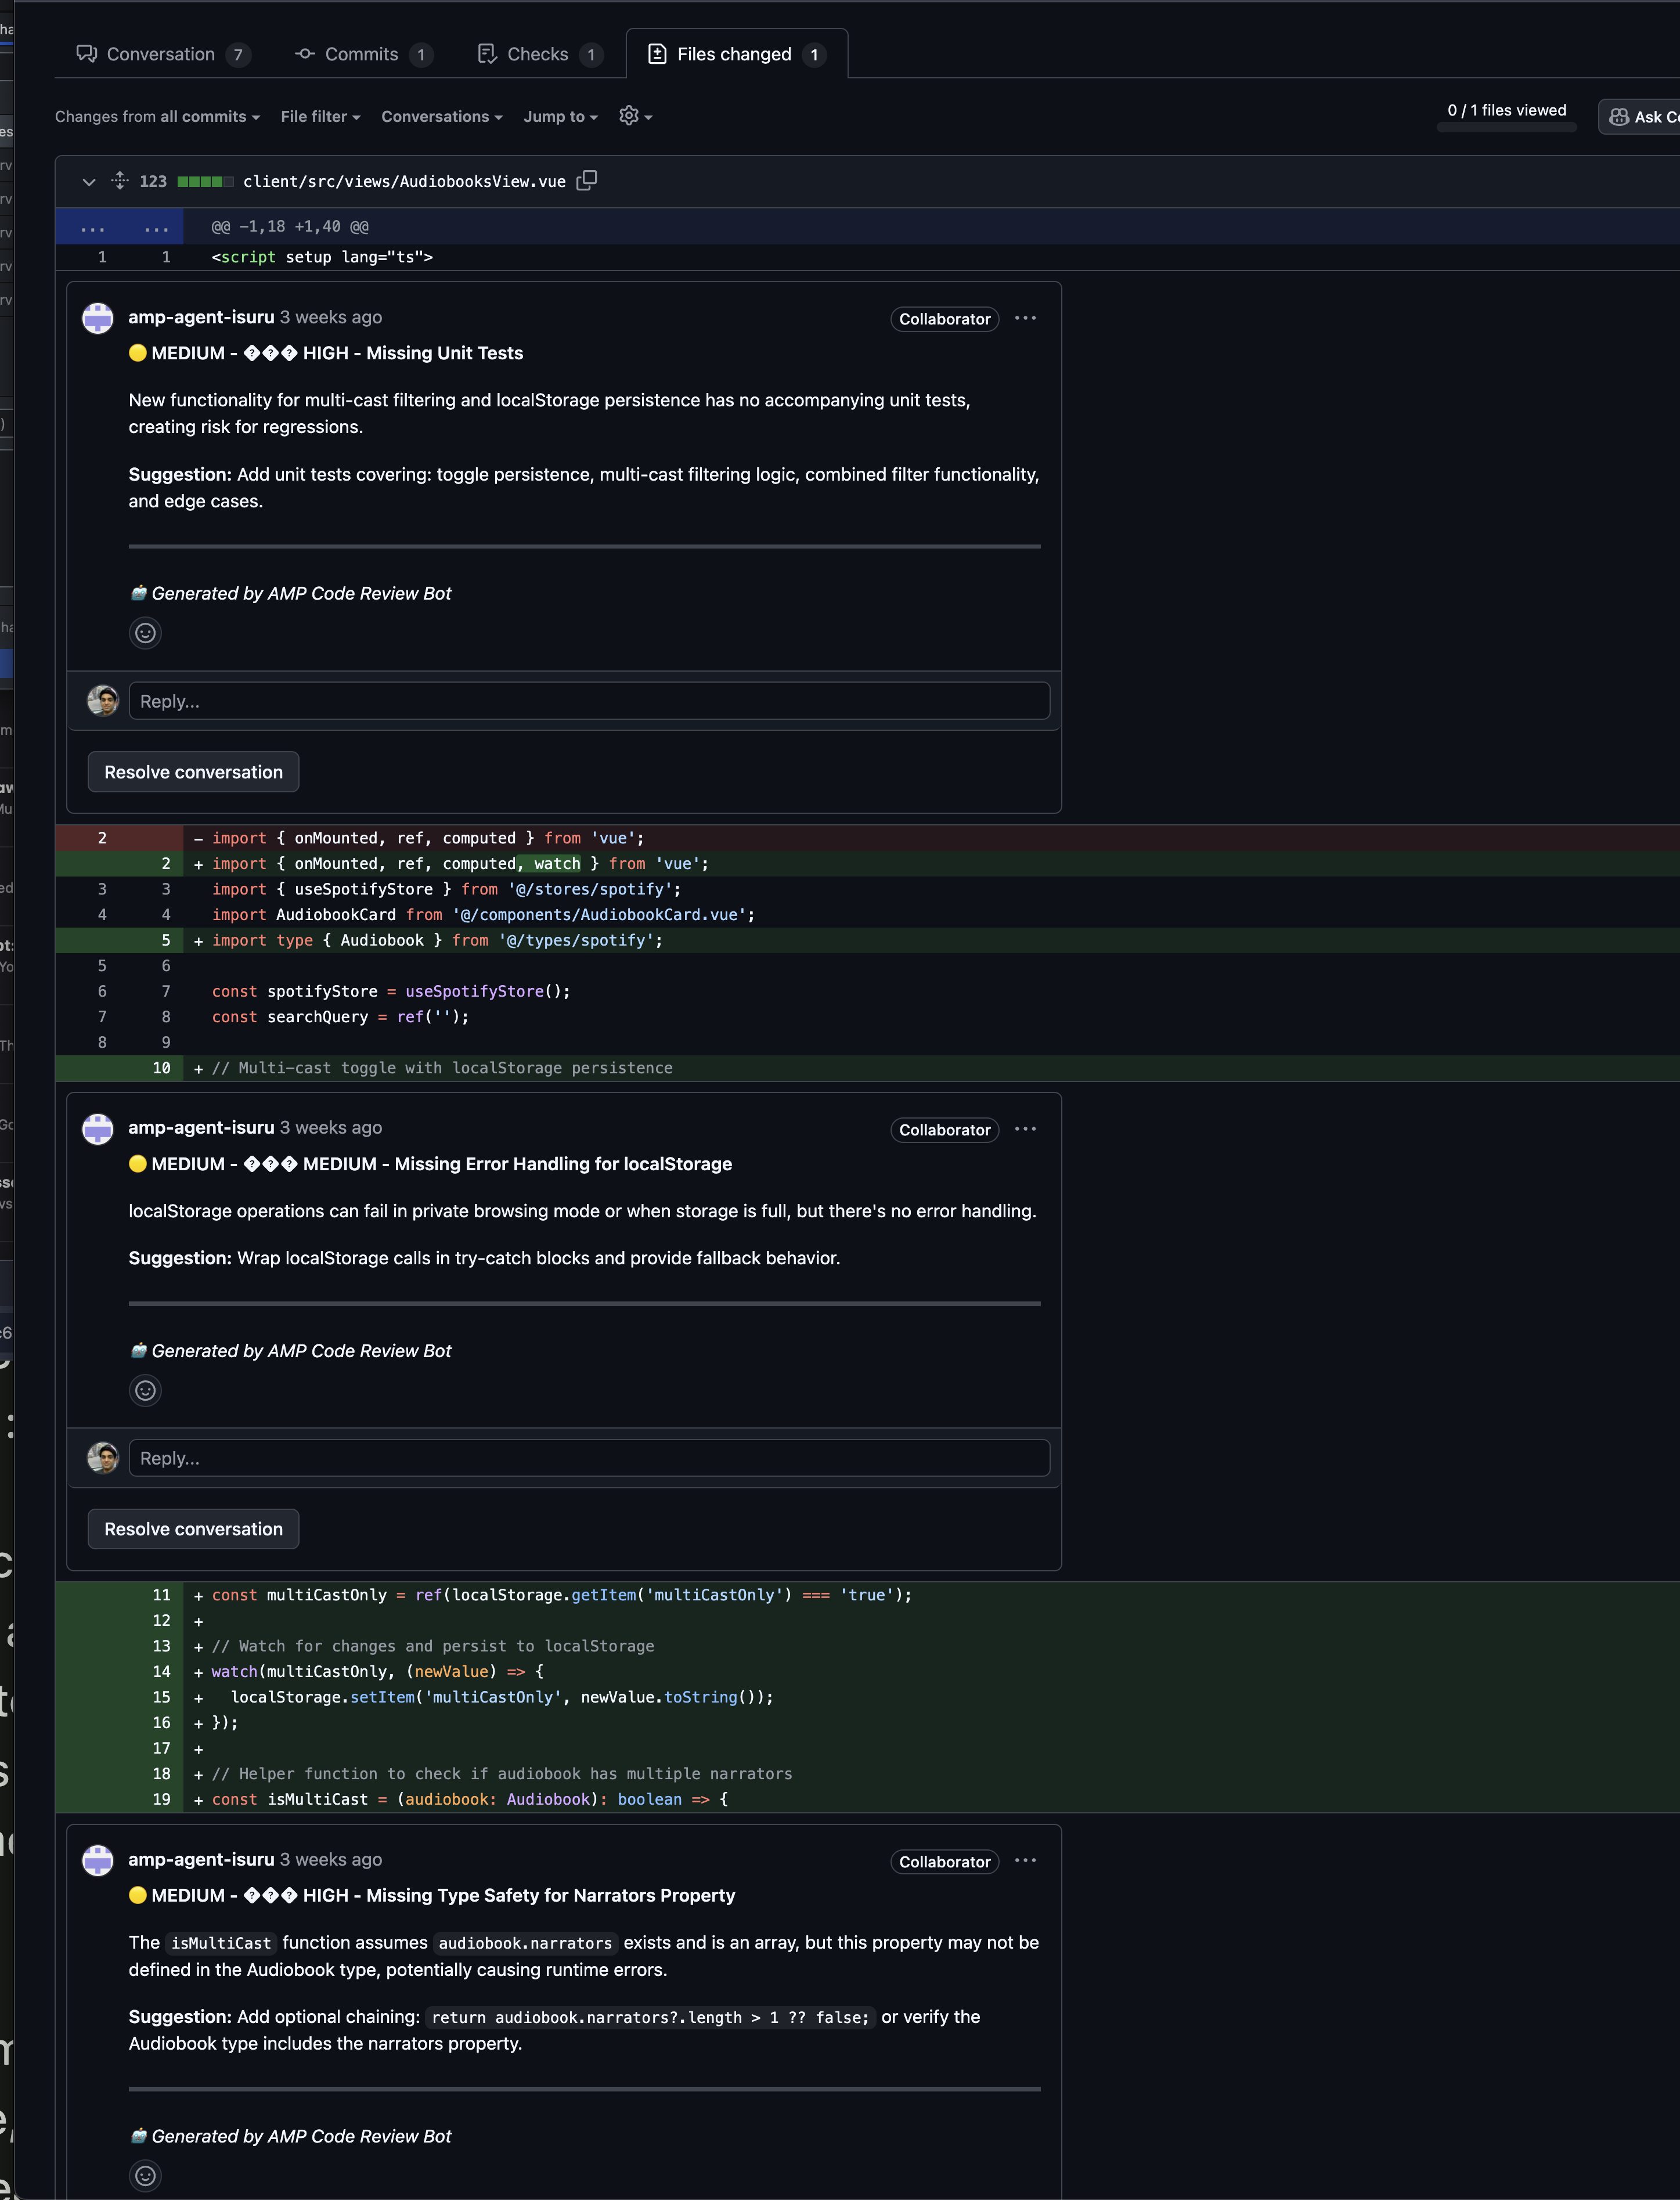 Conversation 7 Commits 1 Checks 1 Files changed 1
Changes from all commits File filter Conversations Jump to 0 / 1 files viewed Ask
123 client/src/views/AudiobooksView.vue
... ... @@ -1,18 +1,40 @@
1 1 <script setup lang="ts">
amp-agent-isuru 3 weeks ago Collaborator ...
🟡 MEDIUM - ��� HIGH - Missing Unit Tests
New functionality for multi-cast filtering and localStorage persistence has no accompanying unit tests,
creating risk for regressions.
Suggestion: Add unit tests covering: toggle persistence, multi-cast filtering logic, combined filter functionality,
and edge cases.
🤖 Generated by AMP Code Review Bot
Reply...
Resolve conversation
2 - import { onMounted, ref, computed } from 'vue';
2 + import { onMounted, ref, computed, watch } from 'vue';
3 3 import { useSpotifyStore } from '@/stores/spotify';
4 4 import AudiobookCard from '@/components/AudiobookCard.vue';
5 + import type { Audiobook } from '@/types/spotify';
5 6
6 7 const spotifyStore = useSpotifyStore();
7 8 const searchQuery = ref('');
8 9
10 + // Multi-cast toggle with localStorage persistence
amp-agent-isuru 3 weeks ago Collaborator ...
🟡 MEDIUM - ��� MEDIUM - Missing Error Handling for localStorage
localStorage operations can fail in private browsing mode or when storage is full, but there's no error handling.
Suggestion: Wrap localStorage calls in try-catch blocks and provide fallback behavior.
🤖 Generated by AMP Code Review Bot
Reply...
Resolve conversation
11 + const multiCastOnly = ref(localStorage.getItem('multiCastOnly') === 'true');
12 +
13 + // Watch for changes and persist to localStorage
14 + watch(multiCastOnly, (newValue) => {
15 + localStorage.setItem('multiCastOnly', newValue.toString());
16 + });
17 +
18 + // Helper function to check if audiobook has multiple narrators
19 + const isMultiCast = (audiobook: Audiobook): boolean => {
amp-agent-isuru 3 weeks ago Collaborator ...
🟡 MEDIUM - ��� HIGH - Missing Type Safety for Narrators Property
The isMultiCast function assumes audiobook.narrators exists and is an array, but this property may not be
defined in the Audiobook type, potentially causing runtime errors.
Suggestion: Add optional chaining: return audiobook.narrators?.length > 1 ?? false; or verify the
Audiobook type includes the narrators property.
🤖 Generated by AMP Code Review Bot